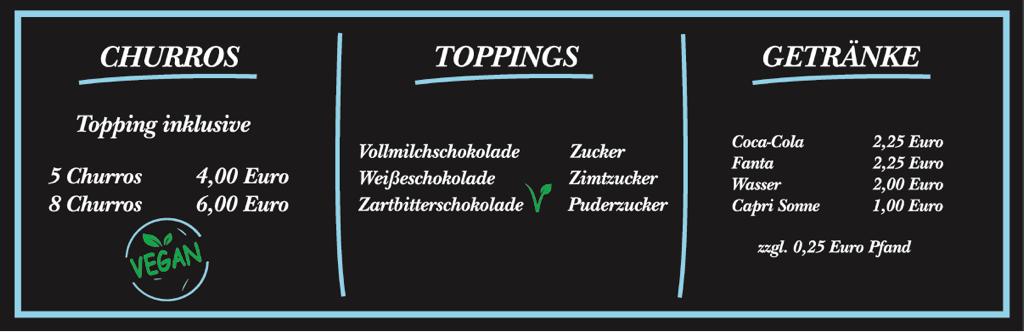 CHURROS
Topping inklusive
5 Churros 4,00 Euro
8 Churros 6,00 Euro
VEGAN
TOPPINGS
Vollmilchschokolade Zucker
Weißeschokolade Zimtzucker
Zartbitterschokolade V Puderzucker
GETRÄNKE
Coca-Cola 2,25 Euro
Fanta 2,25 Euro
Wasser 2,00 Euro
Capri Sonne 1,00 Euro
zzgl. 0,25 Euro Pfand